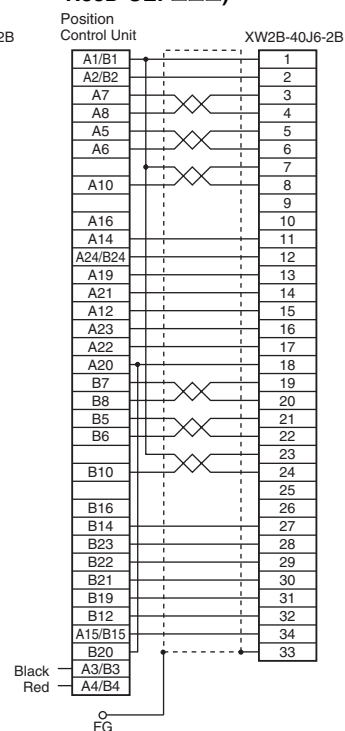 2B
Position
Control Unit
XW2B-40J6-2B
A1/B1 1
A2/B2 2
A7 3
A8 4
A5 5
A6 6
7
A10 8
9
A16 10
A14 11
A24/B24 12
A19 13
A21 14
A12 15
A23 16
A22 17
A20 18
B7 19
B8 20
B5 21
B6 22
23
B10 24
25
B16 26
B14 27
B23 28
B22 29
B21 30
B19 31
B12 32
A15/B15 34
B20 33
Black A3/B3
Red A4/B4
FG